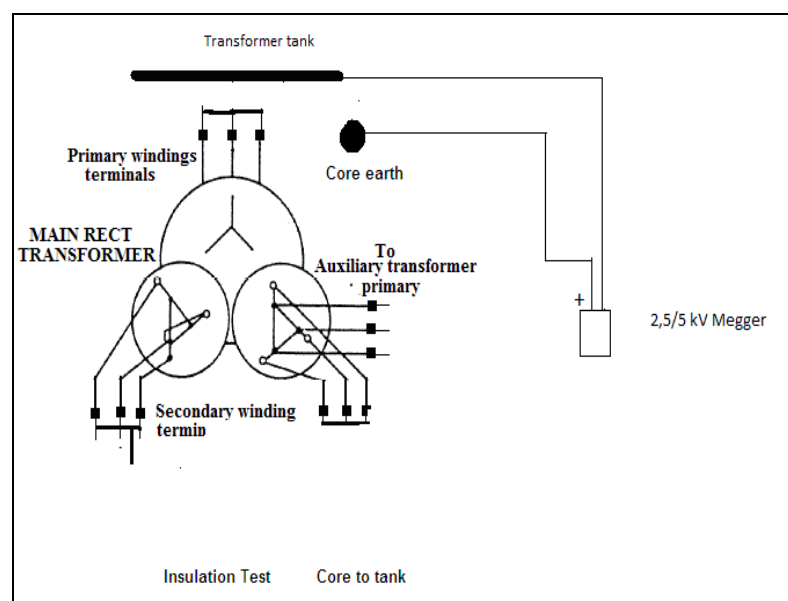 Transformer tank
Primary windings
terminals
Core earth
MAIN RECT
TRANSFORMER
To
Auxiliary transformer
primary
+
2,5/5 kV Megger
Secondary winding
termin
Insulation Test Core to tank